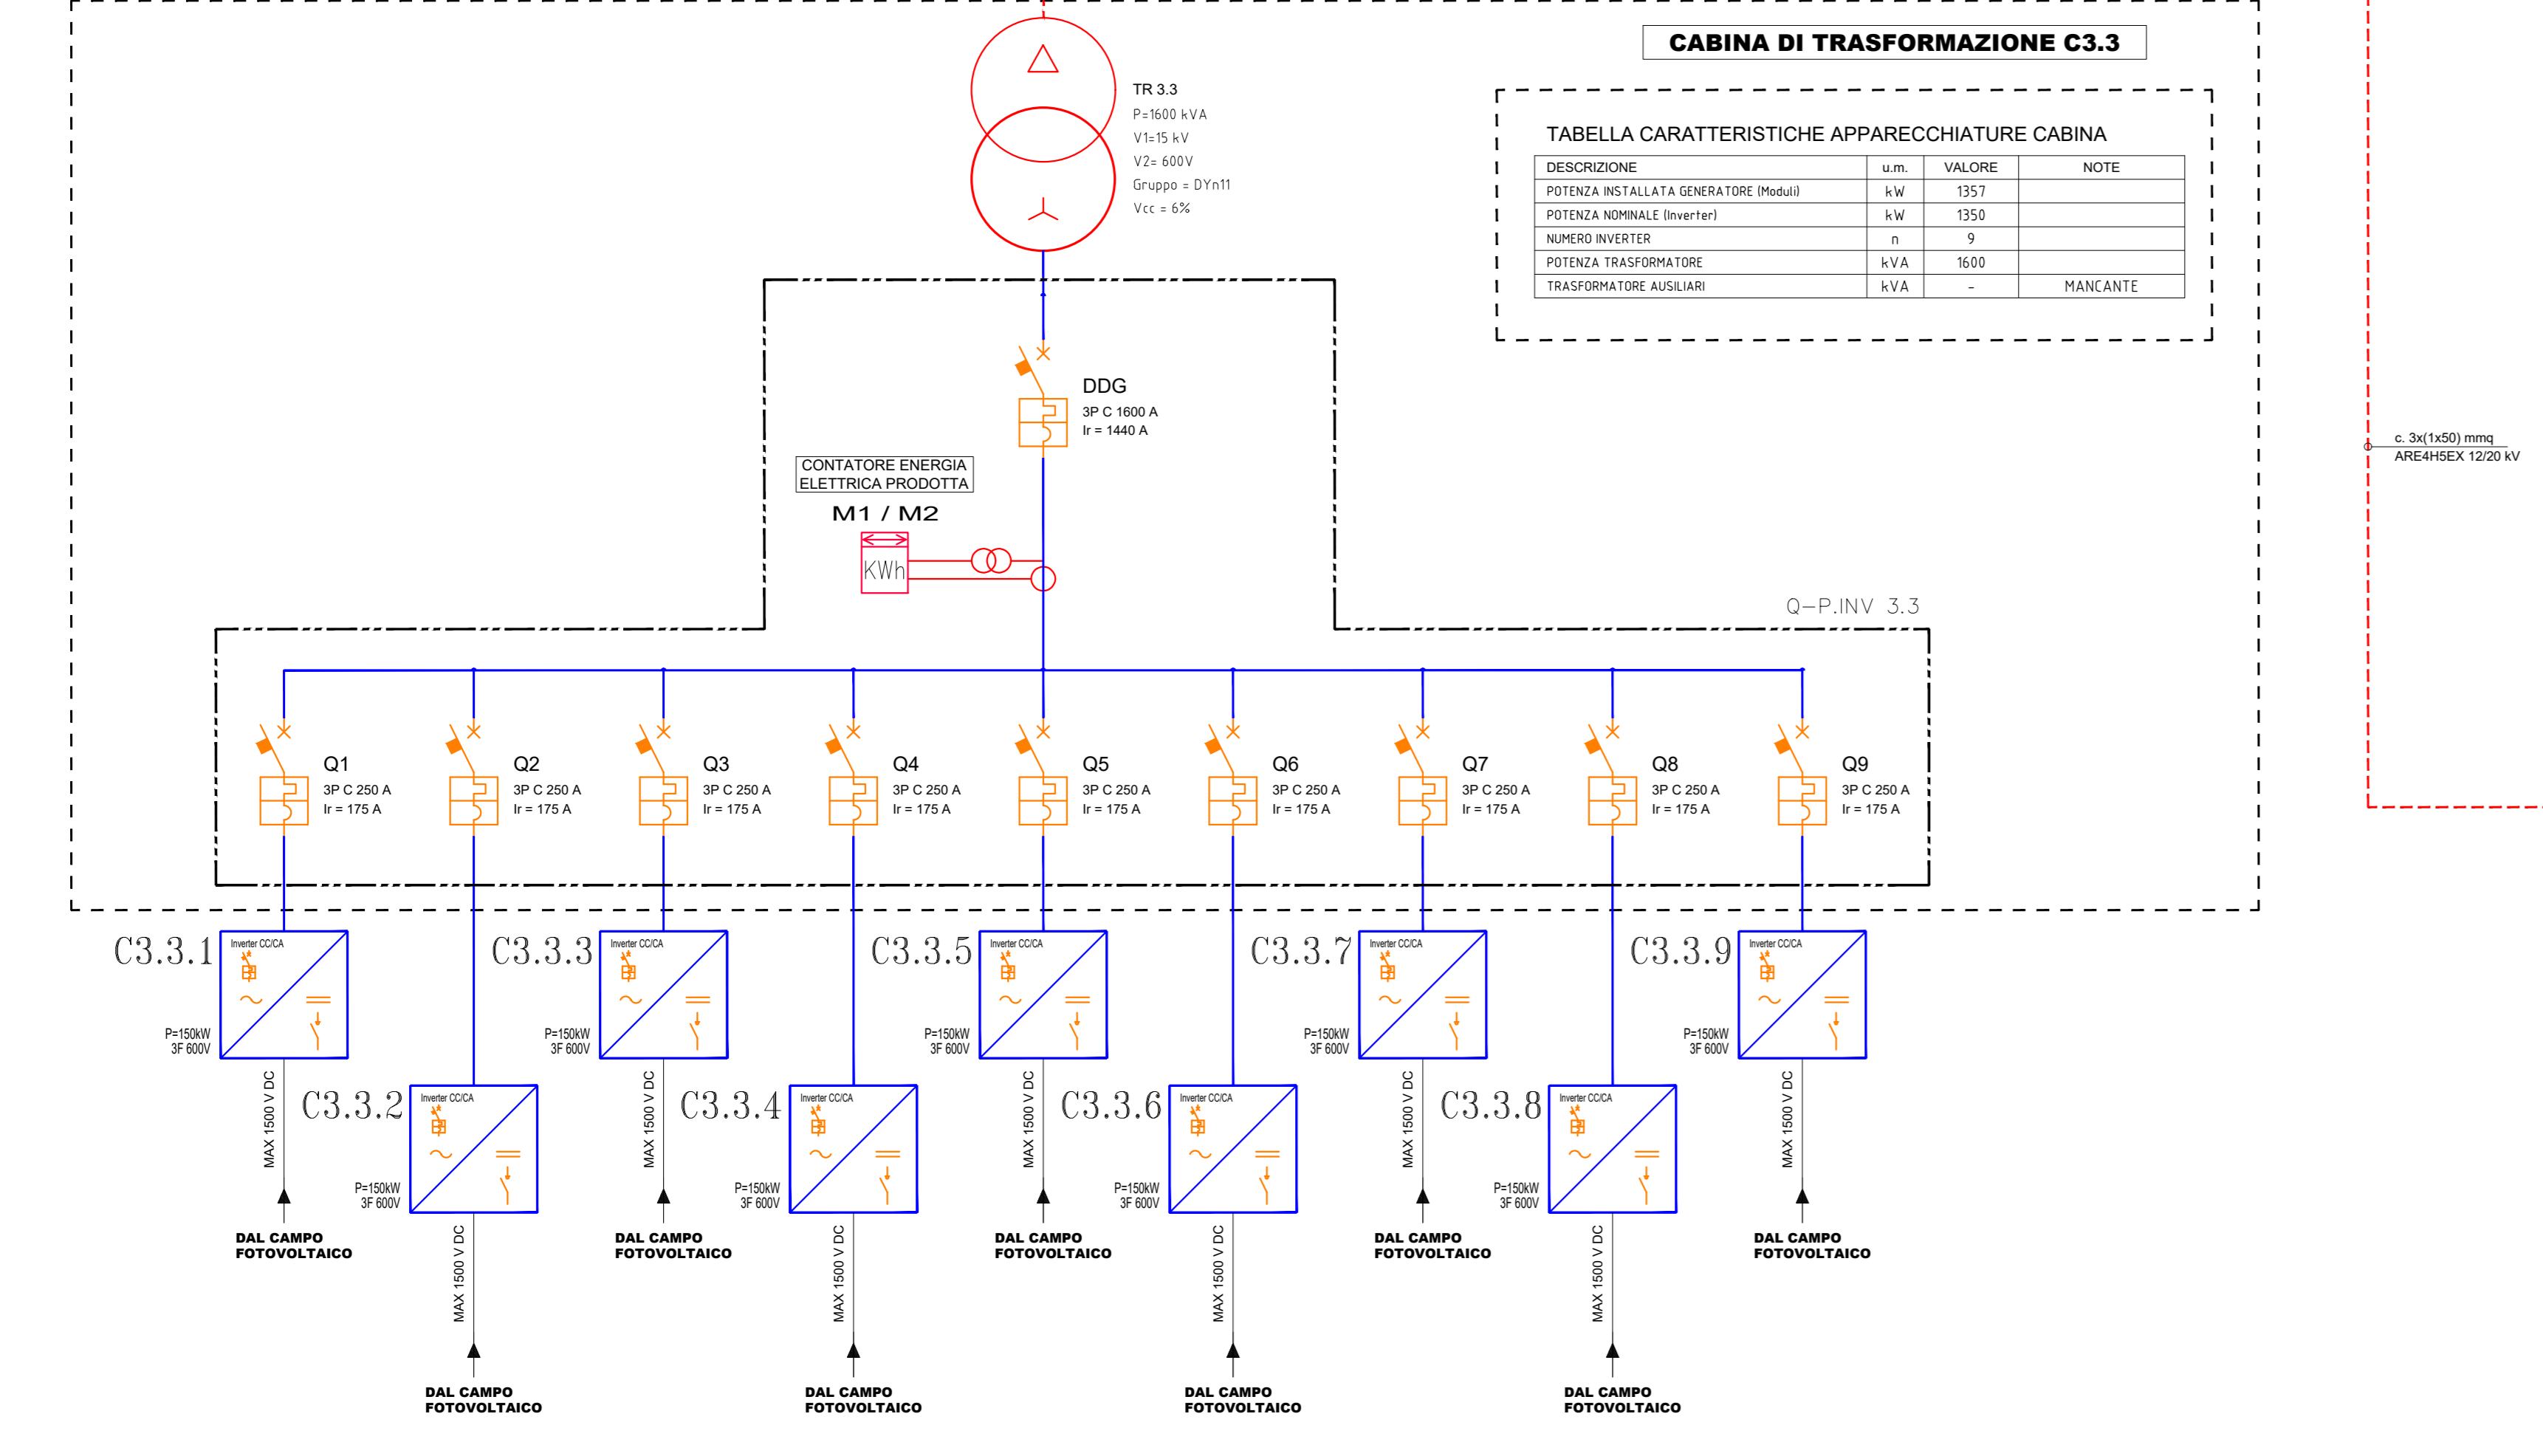 CABINA DI TRASFORMAZIONE C3.3
TR 3.3
P=1600 kVA
V1=15 kV
V2= 600V
Gruppo = DYn11
Vcc = 6%
TABELLA CARATTERISTICHE APPARECCHIATURE CABINA
DESCRIZIONE u.m. VALORE NOTE
POTENZA INSTALLATA GENERATORE (Moduli) kW 1357
POTENZA NOMINALE (Inverter) kW 1350
NUMERO INVERTER n 9
POTENZA TRASFORMATORE kVA 1600
TRASFORMATORE AUSILIARI kVA - MANCANTE
DDG
3P C 1600 A
Ir = 1440 A
c. 3x(1x50) mmq
ARE4H5EX 12/20 kV
CONTATORE ENERGIA
ELETTRICA PRODOTTA
M1 / M2
KWh
Q-P.INV 3.3
Q1
3P C 250 A
Ir = 175 A
Q2
3P C 250 A
Ir = 175 A
Q3
3P C 250 A
Ir = 175 A
Q4
3P C 250 A
Ir = 175 A
Q5
3P C 250 A
Ir = 175 A
Q6
3P C 250 A
Ir = 175 A
Q7
3P C 250 A
Ir = 175 A
Q8
3P C 250 A
Ir = 175 A
Q9
3P C 250 A
Ir = 175 A
C3.3.1
Inverter CC/CA
P=150kW
3F 600V
MAX 1500 V DC
DAL CAMPO
FOTOVOLTAICO
C3.3.2
Inverter CC/CA
P=150kW
3F 600V
MAX 1500 V DC
DAL CAMPO
FOTOVOLTAICO
C3.3.3
Inverter CC/CA
P=150kW
3F 600V
MAX 1500 V DC
DAL CAMPO
FOTOVOLTAICO
C3.3.4
Inverter CC/CA
P=150kW
3F 600V
MAX 1500 V DC
DAL CAMPO
FOTOVOLTAICO
C3.3.5
Inverter CC/CA
P=150kW
3F 600V
MAX 1500 V DC
DAL CAMPO
FOTOVOLTAICO
C3.3.6
Inverter CC/CA
P=150kW
3F 600V
MAX 1500 V DC
DAL CAMPO
FOTOVOLTAICO
C3.3.7
Inverter CC/CA
P=150kW
3F 600V
MAX 1500 V DC
DAL CAMPO
FOTOVOLTAICO
C3.3.8
Inverter CC/CA
P=150kW
3F 600V
MAX 1500 V DC
DAL CAMPO
FOTOVOLTAICO
C3.3.9
Inverter CC/CA
P=150kW
3F 600V
MAX 1500 V DC
DAL CAMPO
FOTOVOLTAICO